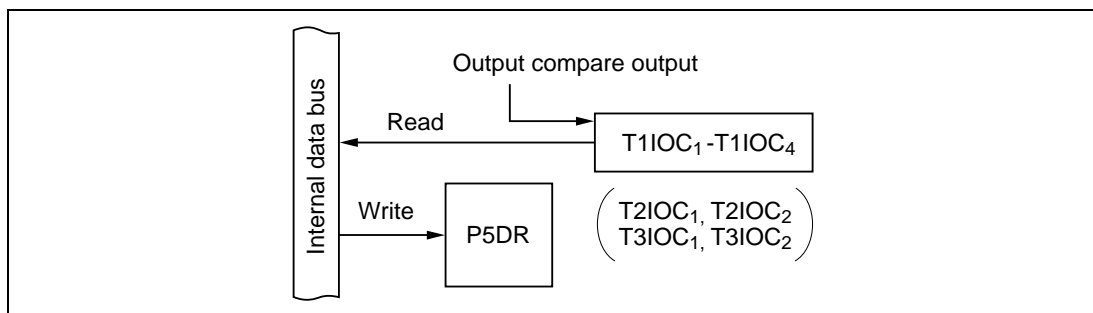 Output compare output
Internal data bus
Read
T1IOC1-T1IOC4
Write
P5DR
T2IOC1, T2IOC2
T3IOC1, T3IOC2